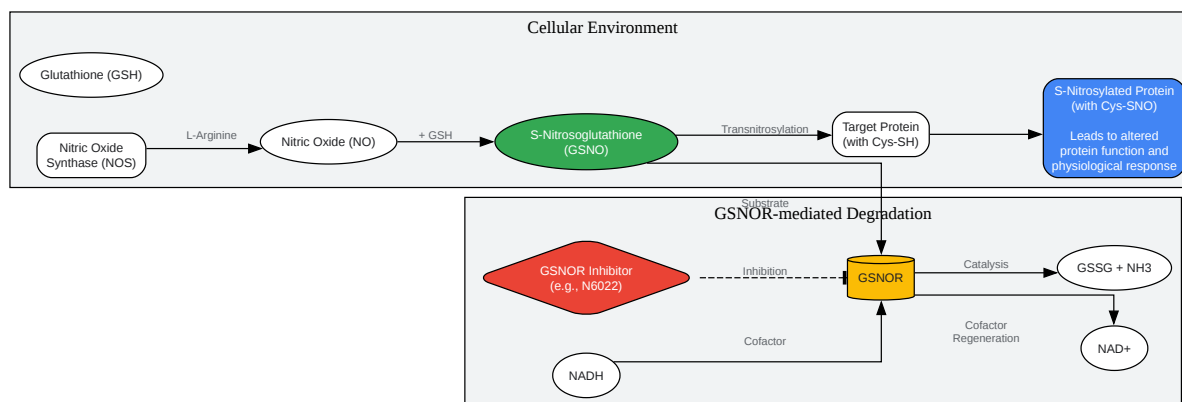 Cellular Environment
Glutathione (GSH)
Nitric Oxide
Synthase (NOS)
L-Arginine
Nitric Oxide (NO)
+ GSH
S-Nitrosoglutathione
(GSNO)
Transnitrosylation
Target Protein
(with Cys-SH)
S-Nitrosylated Protein
(with Cys-SNO)
Leads to altered
protein function and
physiological response
Substrate
GSNOR-mediated Degradation
GSNOR Inhibitor
(e.g., N6022)
Inhibition
GSNOR
Catalysis
GSSG + NH3
NADH
Cofactor
Cofactor
Regeneration
NAD+